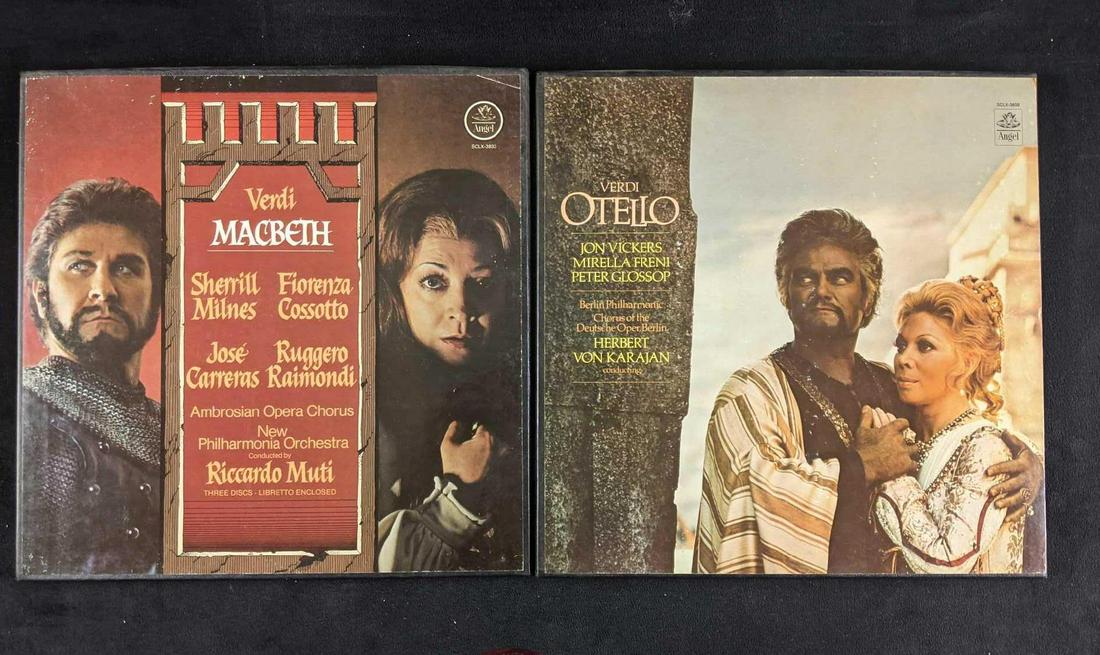 Angel
SCLX-3833
Verdi
MACBETH
Sherrill Milnes
Fiorenza Cossotto
José Carreras
Ruggero Raimondi
Ambrosian Opera Chorus
New
Philharmonia Orchestra
Conducted by
Riccardo Muti
THREE DISCS - LIBRETTO ENCLOSED
SCLX-3809
Angel
VERDI
OTELLO
JON VICKERS
MIRELLA FRENI
PETER GLOSSOP
Berlin Philharmonic
Chorus of the
Deutsche Oper Berlin
HERBERT
VON KARAJAN
conducting